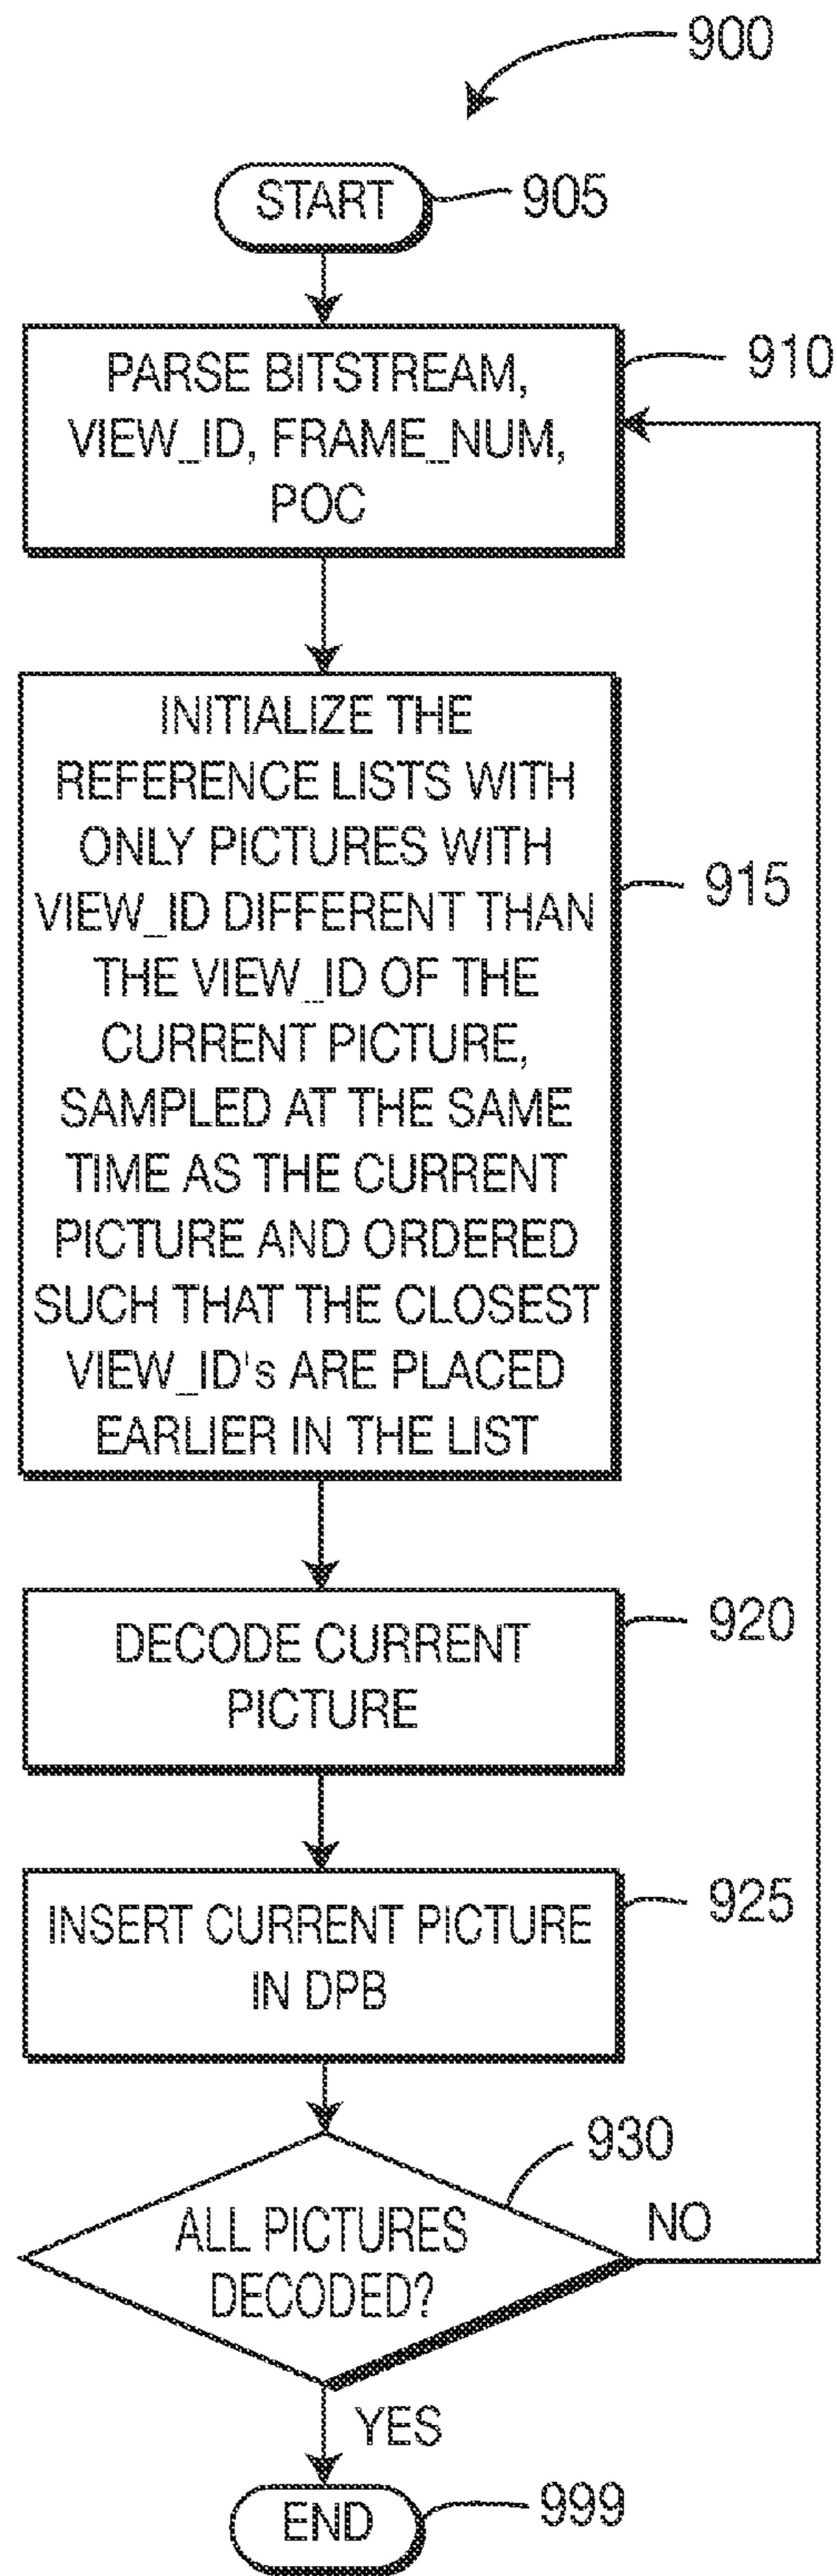 900
START
905
PARSE BITSTREAM,
VIEW_ID, FRAME_NUM,
POC
910
INITIALIZE THE
REFERENCE LISTS WITH
ONLY PICTURES WITH
VIEW_ID DIFFERENT THAN
THE VIEW_ID OF THE
CURRENT PICTURE,
SAMPLED AT THE SAME
TIME AS THE CURRENT
PICTURE AND ORDERED
SUCH THAT THE CLOSEST
VIEW_ID's ARE PLACED
EARLIER IN THE LIST
915
DECODE CURRENT
PICTURE
920
INSERT CURRENT PICTURE
IN DPB
925
ALL PICTURES
DECODED?
930
NO
YES
END
999